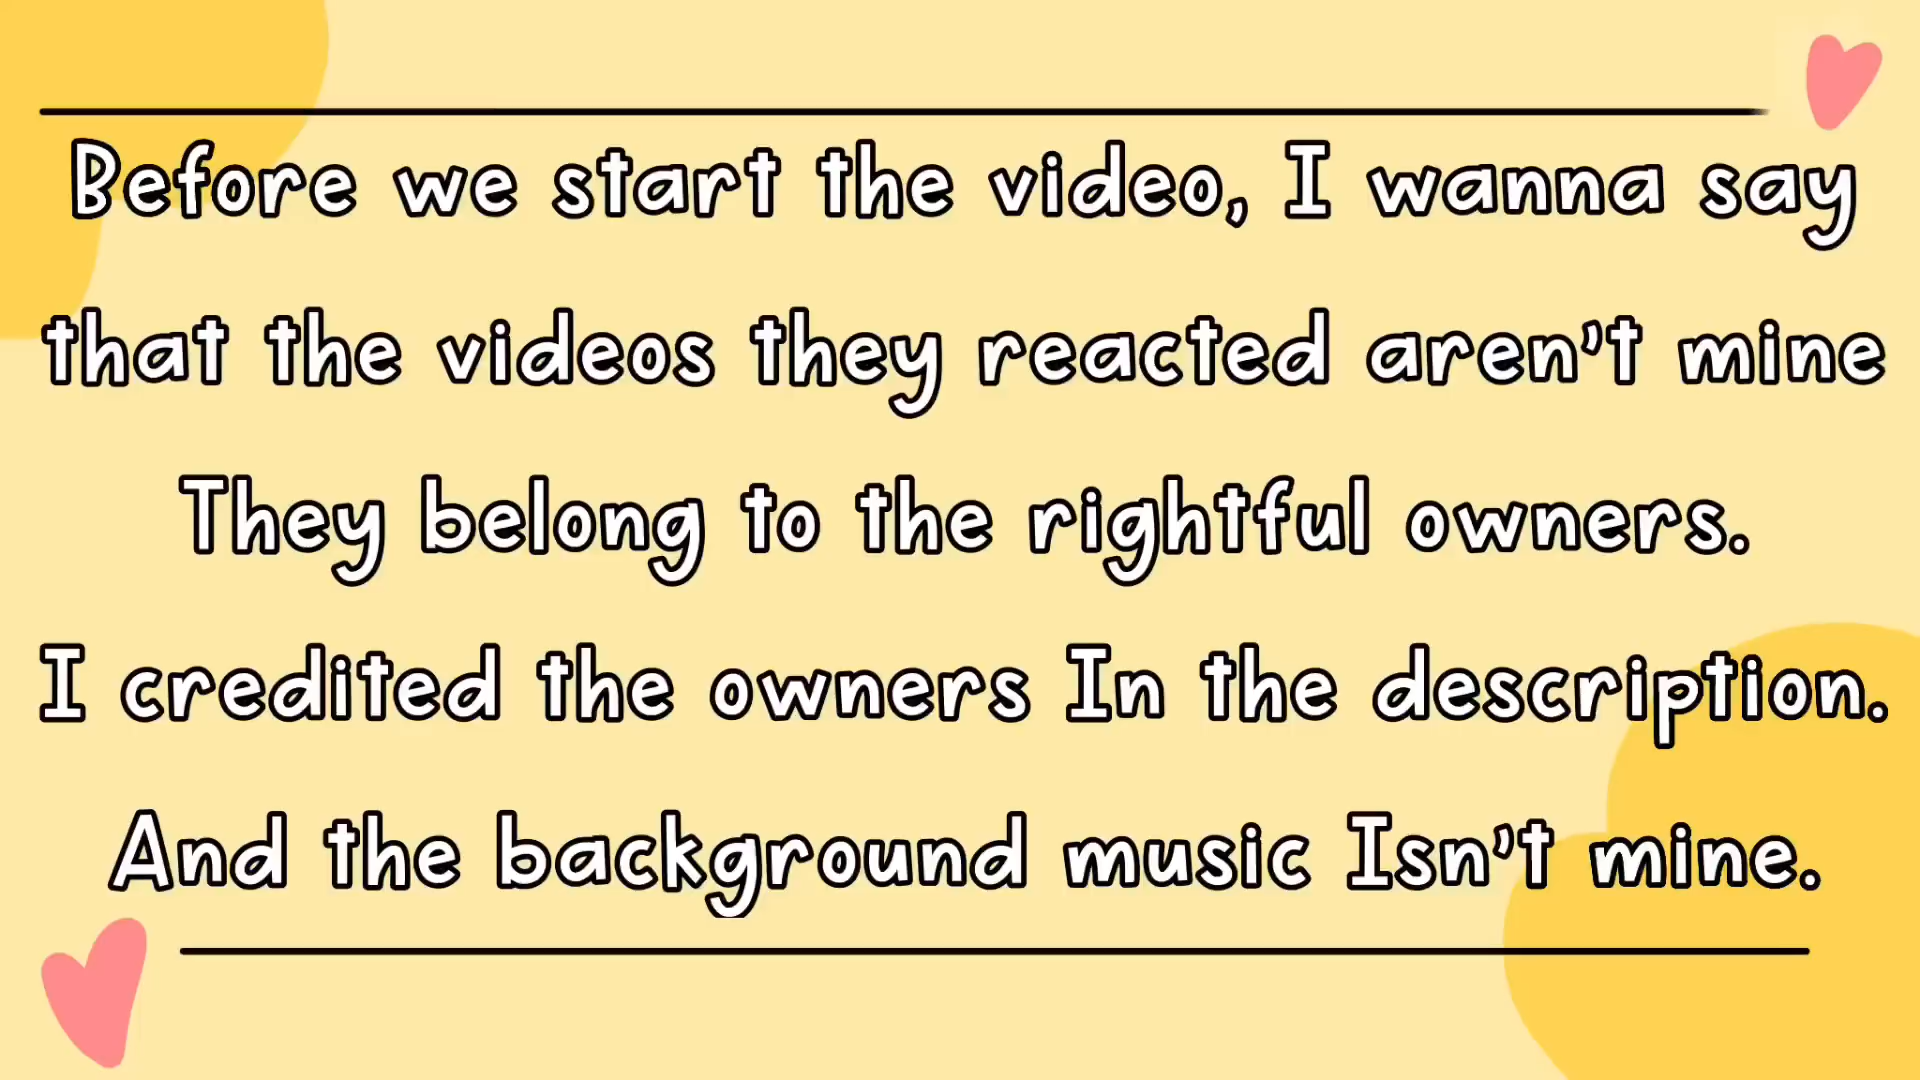 Before we start the video, I wanna say
that the videos they reacted aren't mine
They belong to the rightful owners.
I credited the owners In the description.
And the background music Isn't mine.